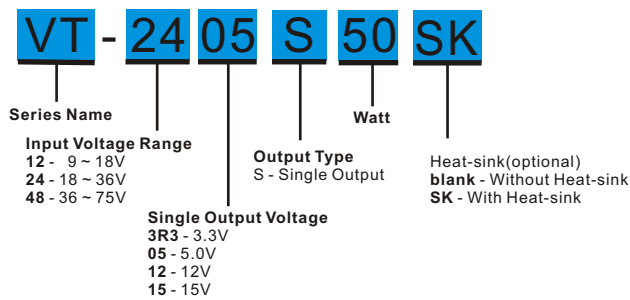 VT - 24 05 S 50 SK
Series Name
Watt
Input Voltage Range
12 - 9 ~ 18V
24 - 18 ~ 36V
48 - 36 ~ 75V
Output Type
S - Single Output
Heat-sink(optional)
blank - Without Heat-sink
SK - With Heat-sink
Single Output Voltage
3R3 - 3.3V
05 - 5.0V
12 - 12V
15 - 15V